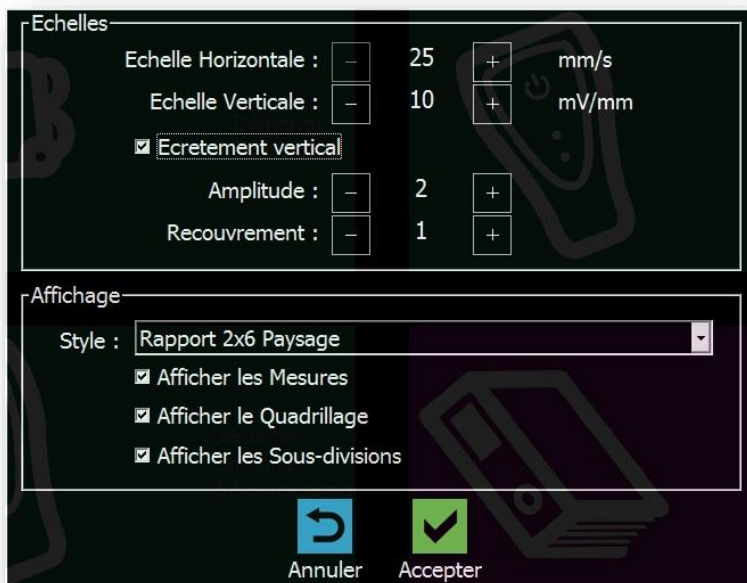 Echelles
Echelle Horizontale : - 25 + mm/s
Echelle Verticale : - 10 + mV/mm
Ecretement vertical
Amplitude : - 2 +
Recouvrement : - 1 +
Affichage
Style : Rapport 2x6 Paysage
Afficher les Mesures
Afficher le Quadrillage
Afficher les Sous-divisions
Annuler Accepter